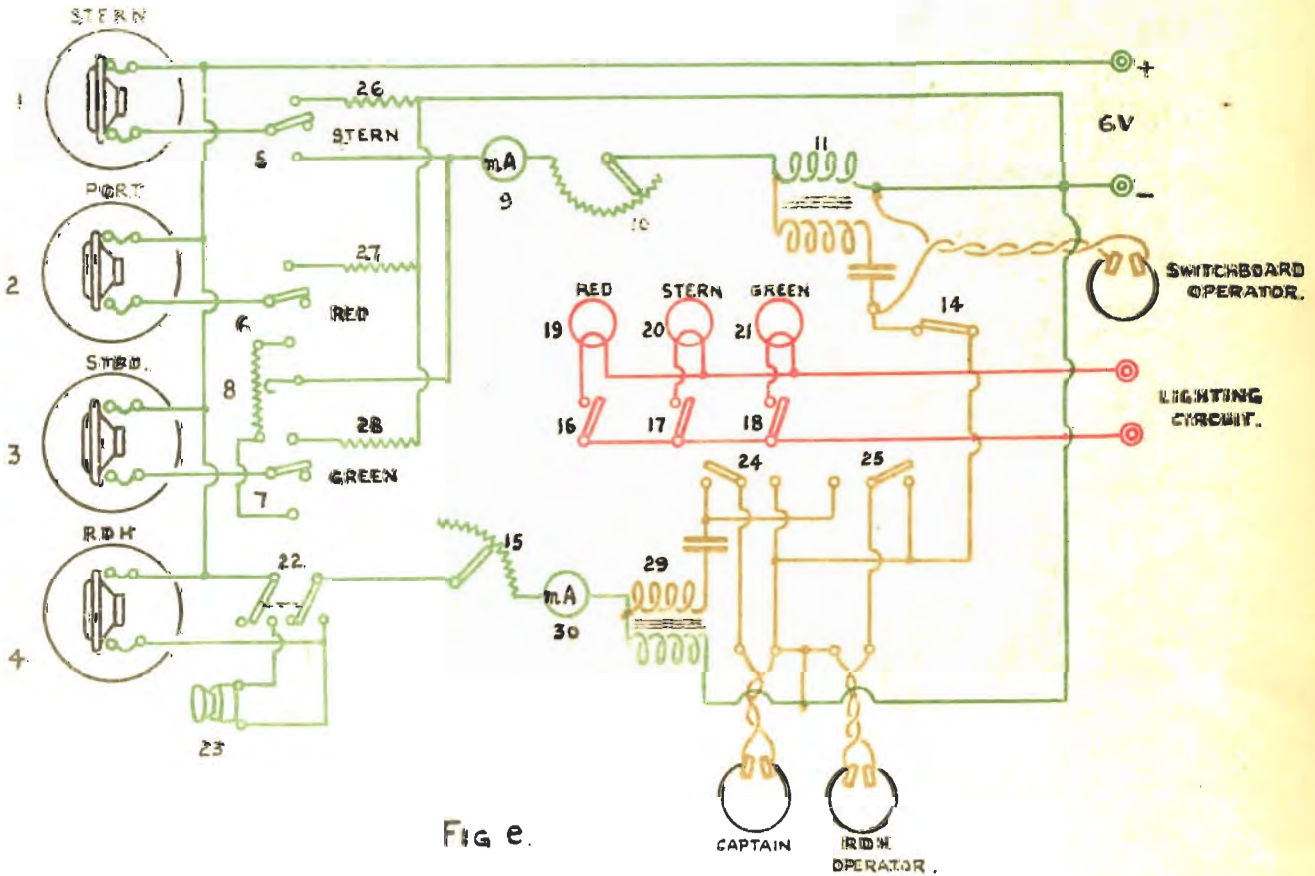 STERN
1
26
STERN
5
+
6V
-
mA
9
10
11
PORT
2
27
6
RED
SWITCHBOARD
OPERATOR.
RED
STERN
GREEN
19
20
21
14
STBD.
8
3
28
GREEN
7
16
17
18
LIGHTING
CIRCUIT.
24
25
RDH
4
22
15
mA
30
29
23
Fig e.
CAPTAIN
RDH
OPERATOR.